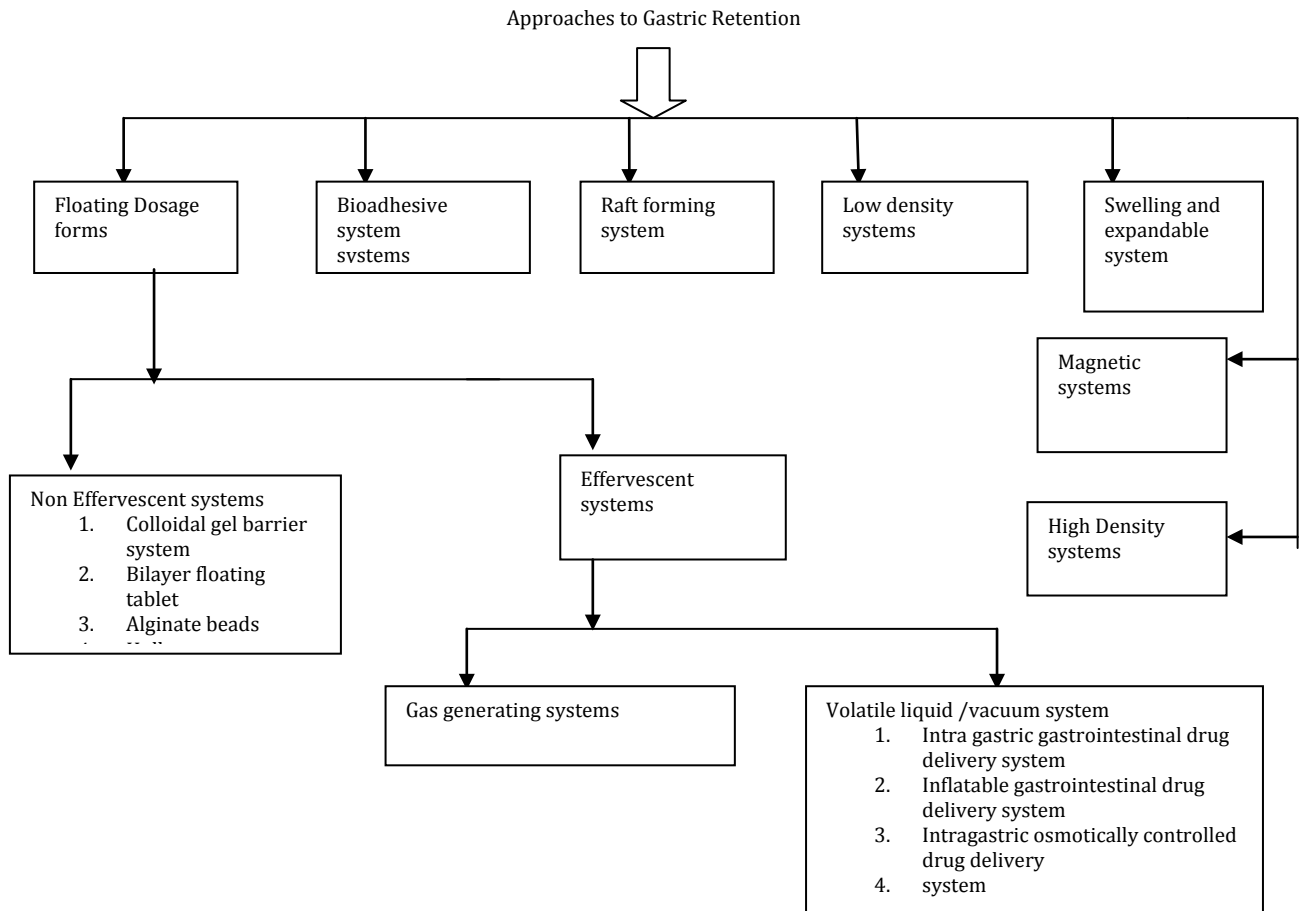 Approaches to Gastric Retention
Floating Dosage
forms
Bioadhesive
system
systems
Raft forming
system
Low density
systems
Swelling and
expandable
system
Magnetic
systems
High Density
systems
Non Effervescent systems
1. Colloidal gel barrier
system
2. Bilayer floating
tablet
3. Alginate beads
Effervescent
systems
Gas generating systems
Volatile liquid /vacuum system
1. Intra gastric gastrointestinal drug
delivery system
2. Inflatable gastrointestinal drug
delivery system
3. Intragastric osmotically controlled
drug delivery
4. system